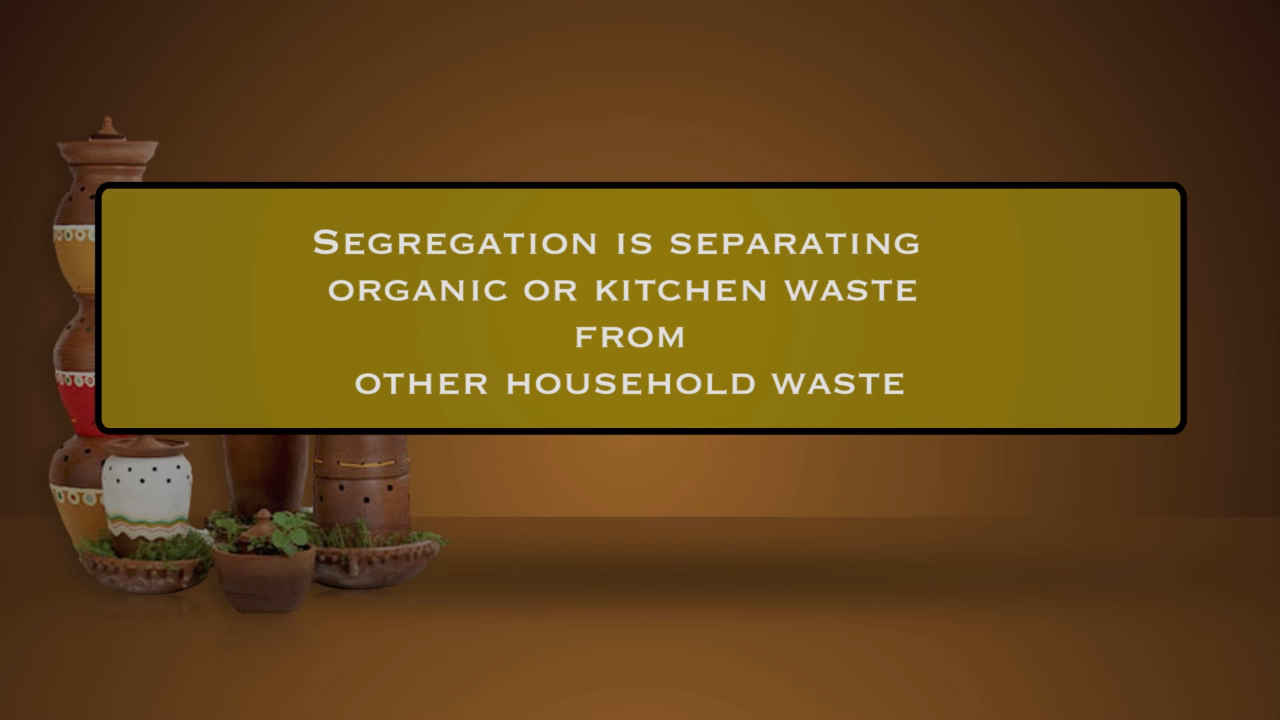 Segregation is separating
organic or kitchen waste
from
other household waste